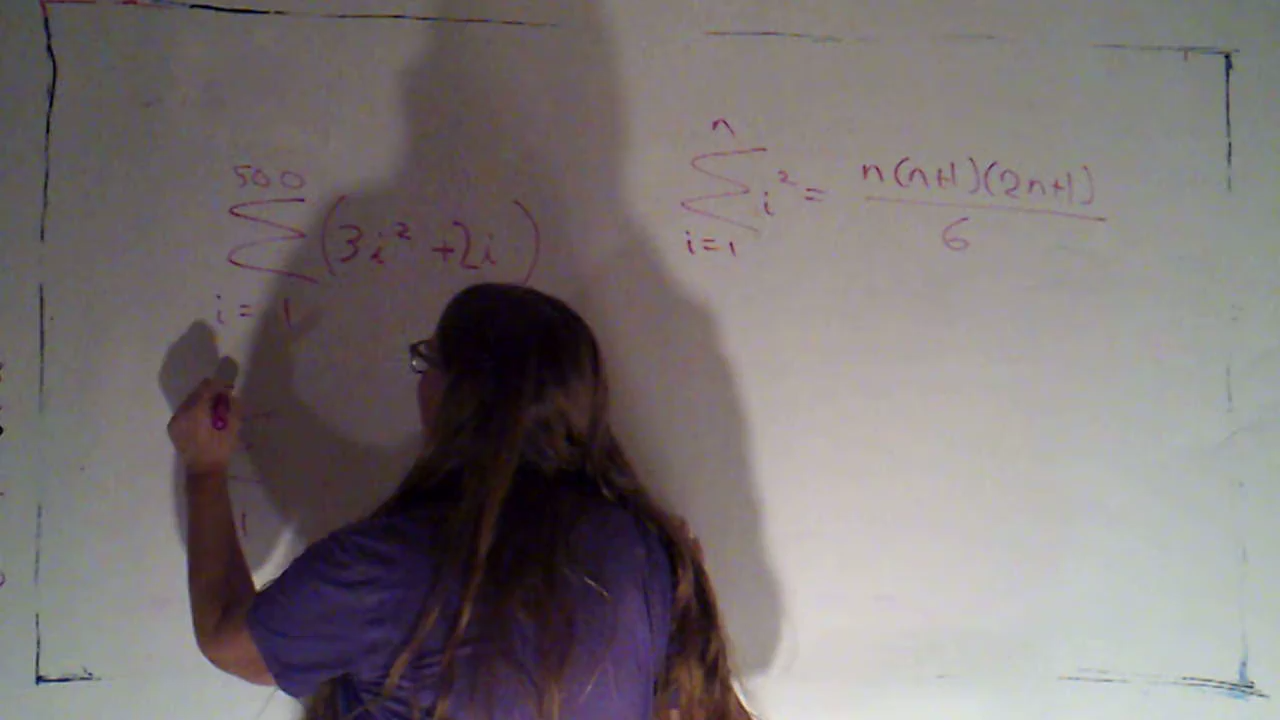 500
∑ (3i² + 2i)
i = 1
n
∑ i² = n(n+1)(2n+1)
6
i=1